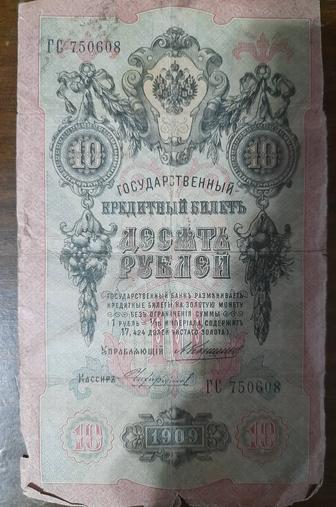 ГС 750608
10 10
ГОСУДАРСТВЕННЫЙ
КРЕДИТНЫЙ БИЛЕТЪ
ДЕСЯТЬ
РУБЛЕЙ
ГОСУДАРСТВЕННЫЙ БАНКЪ РАЗМѢНИВАЕТЪ
КРЕДИТНЫЕ БИЛЕТЫ НА ЗОЛОТУЮ МОНЕТУ
БЕЗЪ ОГРАНИЧЕНІЯ СУММЫ
(1 РУБЛЬ = 1/15 ИМПЕРІАЛА, СОДЕРЖИТЪ
17,424 ДОЛЕЙ ЧИСТАГО ЗОЛОТА).
Управляющій
Кассиръ
ГС 750608
10 1909 10